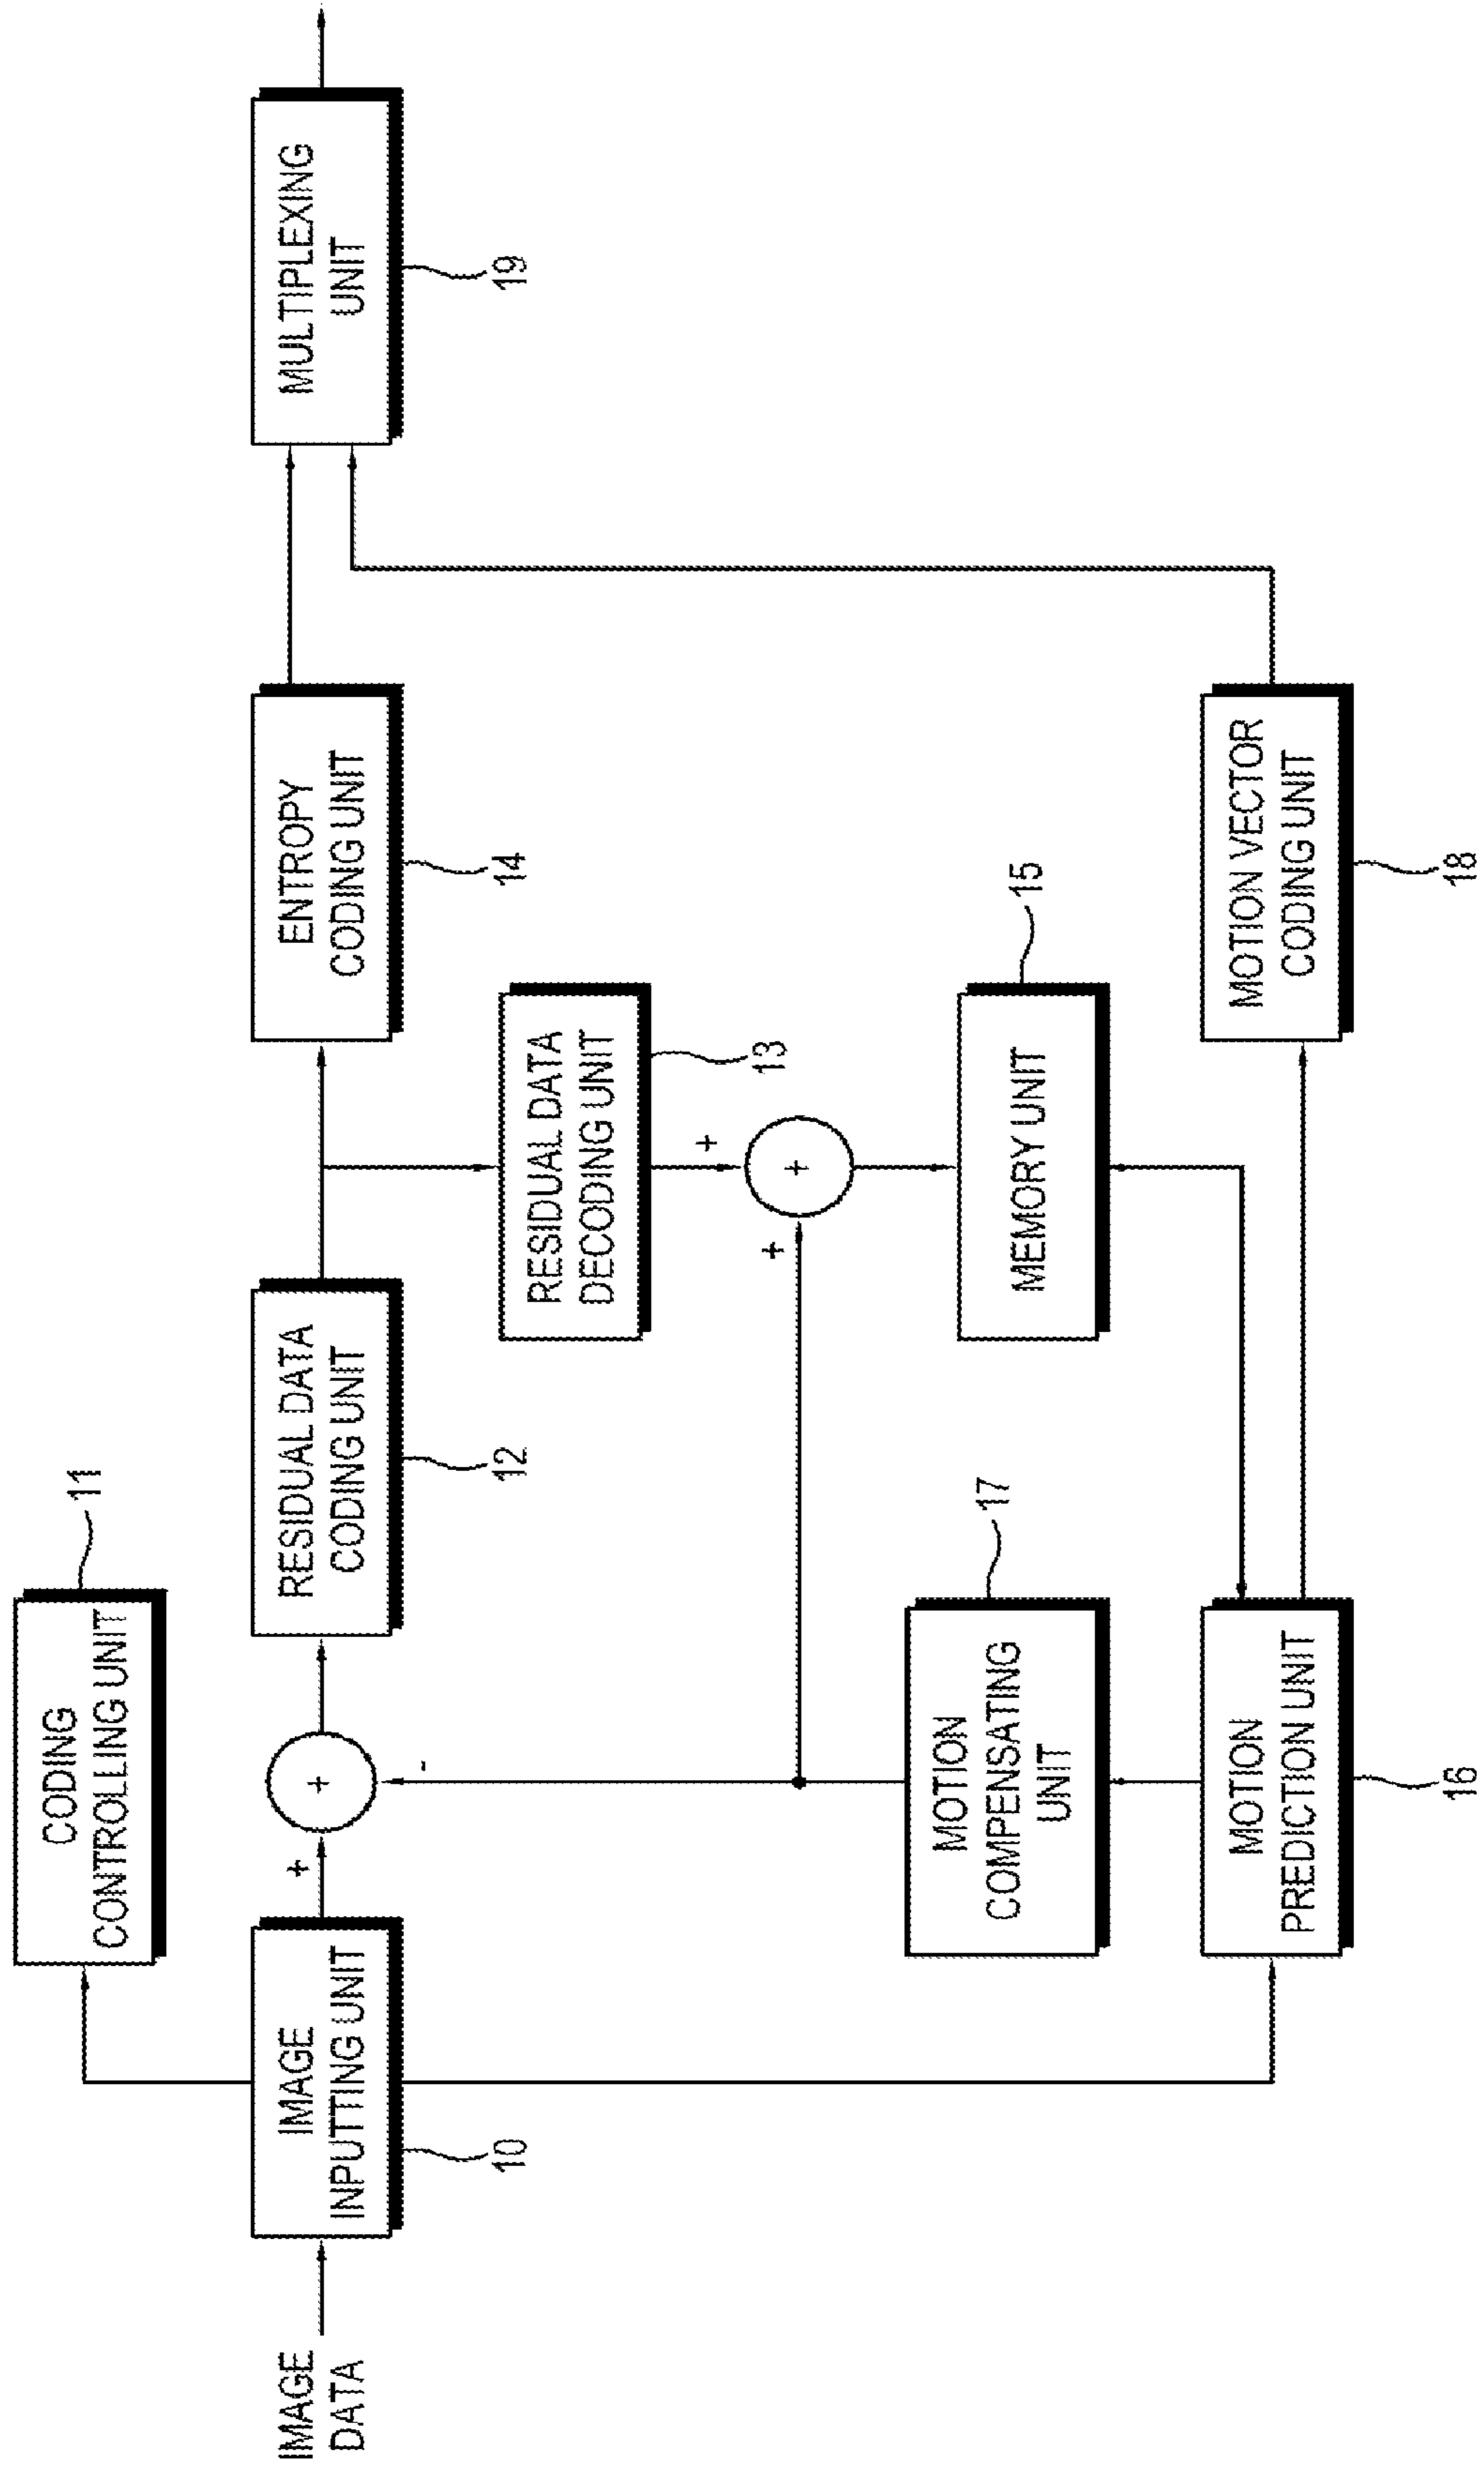 CODING
CONTROLLING UNIT
11
IMAGE
DATA
IMAGE
INPUTTING UNIT
10
+
+
-
RESIDUAL DATA
CODING UNIT
12
ENTROPY
CODING UNIT
14
MULTIPLEXING
UNIT
19
RESIDUAL DATA
DECODING UNIT
13
+
+
+
MOTION
COMPENSATING
UNIT
17
MEMORY UNIT
15
MOTION
PREDICTION UNIT
16
MOTION VECTOR
CODING UNIT
18